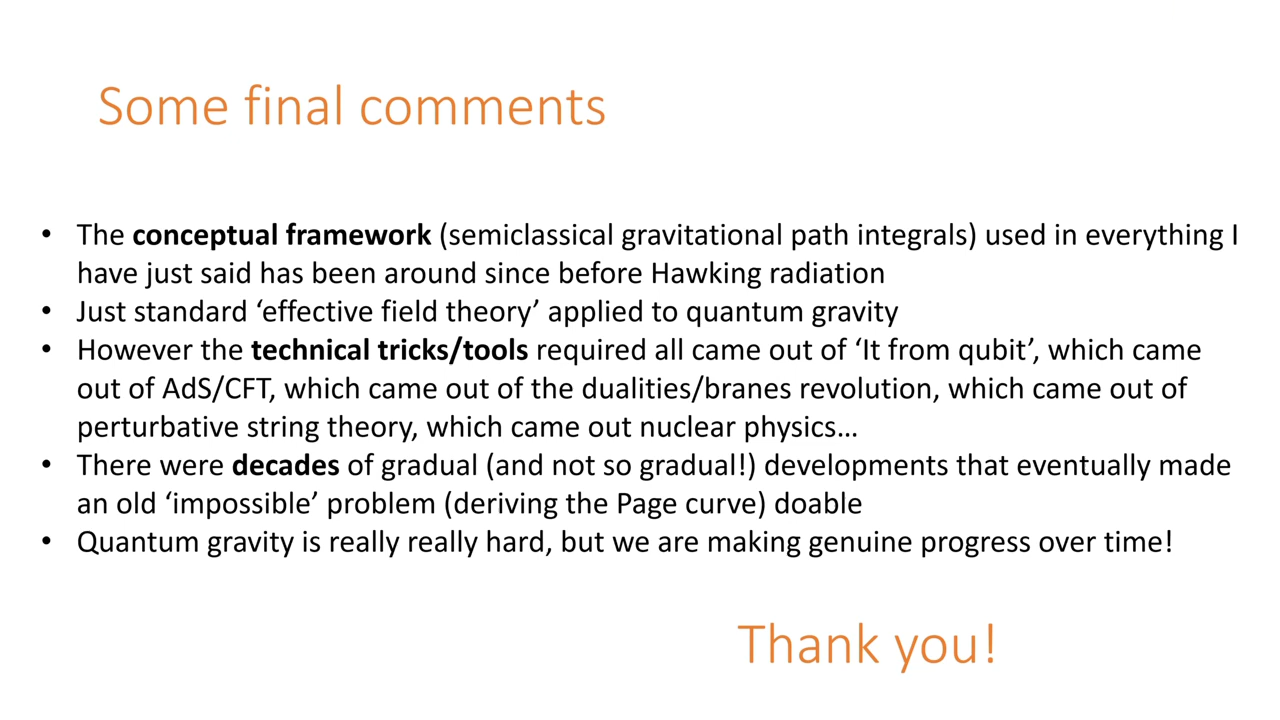 Some final comments
• The conceptual framework (semiclassical gravitational path integrals) used in everything I
have just said has been around since before Hawking radiation
• Just standard ‘effective field theory’ applied to quantum gravity
• However the technical tricks/tools required all came out of ‘It from qubit’, which came
out of AdS/CFT, which came out of the dualities/branes revolution, which came out of
perturbative string theory, which came out nuclear physics…
• There were decades of gradual (and not so gradual!) developments that eventually made
an old ‘impossible’ problem (deriving the Page curve) doable
• Quantum gravity is really really hard, but we are making genuine progress over time!
Thank you!